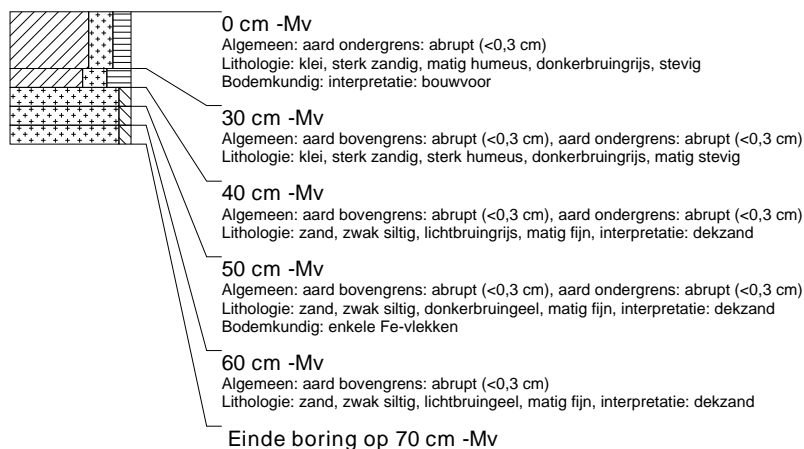 0 cm -Mv
Algemeen: aard ondergrens: abrupt (<0,3 cm)
Lithologie: klei, sterk zandig, matig humeus, donkerbruingrijs, stevig
Bodemkundig: interpretatie: bouwvoor
30 cm -Mv
Algemeen: aard bovengrens: abrupt (<0,3 cm), aard ondergrens: abrupt (<0,3 cm)
Lithologie: klei, sterk zandig, sterk humeus, donkerbruingrijs, matig stevig
40 cm -Mv
Algemeen: aard bovengrens: abrupt (<0,3 cm), aard ondergrens: abrupt (<0,3 cm)
Lithologie: zand, zwak siltig, lichtbruingrijs, matig fijn, interpretatie: dekzand
50 cm -Mv
Algemeen: aard bovengrens: abrupt (<0,3 cm), aard ondergrens: abrupt (<0,3 cm)
Lithologie: zand, zwak siltig, donkerbruingeel, matig fijn, interpretatie: dekzand
Bodemkundig: enkele Fe-vlekken
60 cm -Mv
Algemeen: aard bovengrens: abrupt (<0,3 cm)
Lithologie: zand, zwak siltig, lichtbruingeel, matig fijn, interpretatie: dekzand
Einde boring op 70 cm -Mv